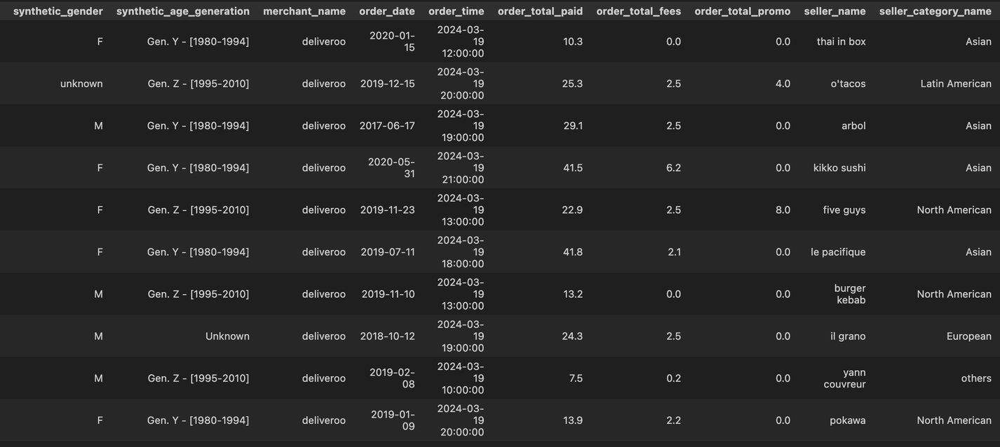 synthetic_gender synthetic_age_generation merchant_name order_date order_time order_total_paid order_total_fees order_total_promo seller_name seller_category_name
F Gen. Y - [1980-1994] deliveroo 2020-01-15 2024-03-19 12:00:00 10.3 0.0 0.0 thai in box Asian
unknown Gen. Z - [1995-2010] deliveroo 2019-12-15 2024-03-19 20:00:00 25.3 2.5 4.0 o'tacos Latin American
M Gen. Y - [1980-1994] deliveroo 2017-06-17 2024-03-19 19:00:00 29.1 2.5 0.0 arbol Asian
F Gen. Y - [1980-1994] deliveroo 2020-05-31 2024-03-19 21:00:00 41.5 6.2 0.0 kikko sushi Asian
F Gen. Z - [1995-2010] deliveroo 2019-11-23 2024-03-19 13:00:00 22.9 2.5 8.0 five guys North American
F Gen. Y - [1980-1994] deliveroo 2019-07-11 2024-03-19 18:00:00 41.8 2.1 0.0 le pacifique Asian
M Gen. Z - [1995-2010] deliveroo 2019-11-10 2024-03-19 13:00:00 13.2 0.0 0.0 burger kebab North American
M Unknown deliveroo 2018-10-12 2024-03-19 19:00:00 24.3 2.5 0.0 il grano European
M Gen. Z - [1995-2010] deliveroo 2019-02-08 2024-03-19 10:00:00 7.5 0.2 0.0 yann couvreur others
F Gen. Y - [1980-1994] deliveroo 2019-01-09 2024-03-19 20:00:00 13.9 2.2 0.0 pokawa North American